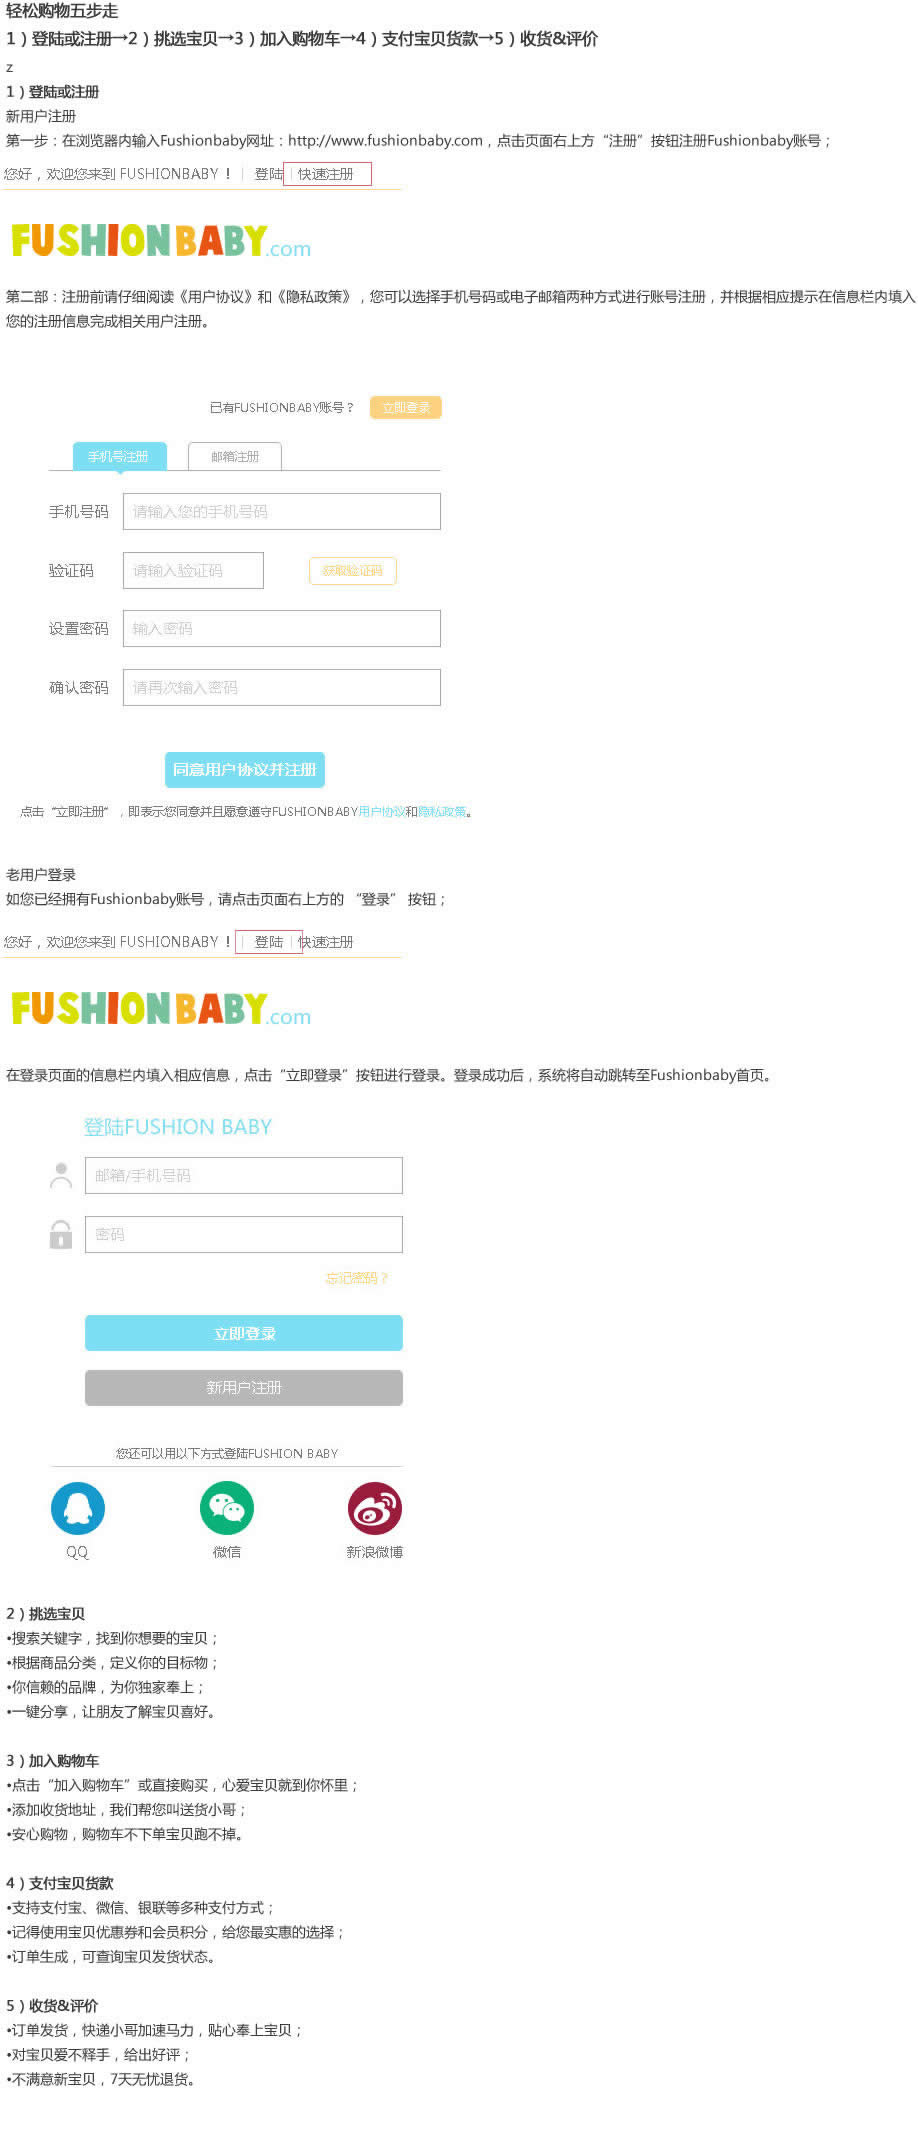 轻松购物五步走
1）登陆或注册→2）挑选宝贝→3）加入购物车→4）支付宝贝货款→5）收货&评价
z
1）登陆或注册
新用户注册
第一步：在浏览器内输入Fushionbaby网址：http://www.fushionbaby.com，点击页面右上方“注册”按钮注册Fushionbaby账号；
您好，欢迎您来到 FUSHIONBABY ！ 登陆 快速注册
FUSHIONBABY.com
第二部：注册前请仔细阅读《用户协议》和《隐私政策》，您可以选择手机号码或电子邮箱两种方式进行账号注册，并根据相应提示在信息栏内填入
您的注册信息完成相关用户注册。
已有FUSHIONBABY账号？ 立即登录
手机号注册 邮箱注册
手机号码 请输入您的手机号码
验证码 请输入验证码 获取验证码
设置密码 输入密码
确认密码 请再次输入密码
同意用户协议并注册
点击“立即注册”，即表示您同意并且愿意遵守FUSHIONBABY用户协议和隐私政策。
老用户登录
如您已经拥有Fushionbaby账号，请点击页面右上方的 “登录” 按钮；
您好，欢迎您来到 FUSHIONBABY ！ 登陆 快速注册
FUSHIONBABY.com
在登录页面的信息栏内填入相应信息，点击“立即登录”按钮进行登录。登录成功后，系统将自动跳转至Fushionbaby首页。
登陆FUSHION BABY
邮箱/手机号码
密码
忘记密码？
立即登录
新用户注册
您还可以用以下方式登陆FUSHION BABY
QQ 微信 新浪微博
2）挑选宝贝
•搜索关键字，找到你想要的宝贝；
•根据商品分类，定义你的目标物；
•你信赖的品牌，为你独家奉上；
•一键分享，让朋友了解宝贝喜好。
3）加入购物车
•点击“加入购物车”或直接购买，心爱宝贝就到你怀里；
•添加收货地址，我们帮您叫送货小哥；
•安心购物，购物车不下单宝贝跑不掉。
4）支付宝贝货款
•支持支付宝、微信、银联等多种支付方式；
•记得使用宝贝优惠券和会员积分，给您最实惠的选择；
•订单生成，可查询宝贝发货状态。
5）收货&评价
•订单发货，快递小哥加速马力，贴心奉上宝贝；
•对宝贝爱不释手，给出好评；
•不满意新宝贝，7天无忧退货。